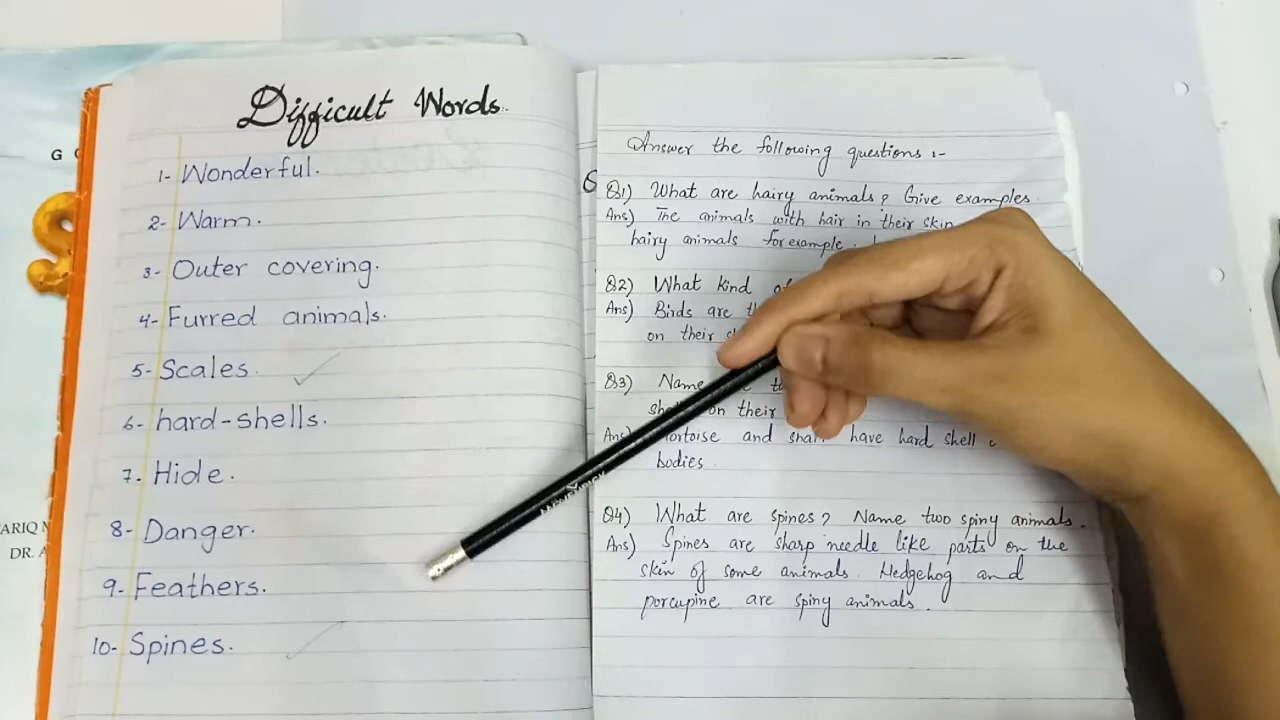 Difficult Words.
1- Wonderful.
2- Warm.
3- Outer covering.
4- Furred animals.
5- Scales.
6- hard-shells.
7- Hide.
8- Danger.
9- Feathers.
10- Spines.
Answer the following questions :-
Q1) What are hairy animals? Give examples.
Ans) The animals with hair in their skin
hairy animals for example
Q2) What kind
Ans) Birds are
on their
Q3) Name
on their
Ans) Tortoise and snail have hard shell
bodies.
Q4) What are spines? Name two spiny animals.
Ans) Spines are sharp needle like parts on the
skin of some animals. Hedgehog and
porcupine are spiny animals.
G
TARIQ
DR. A